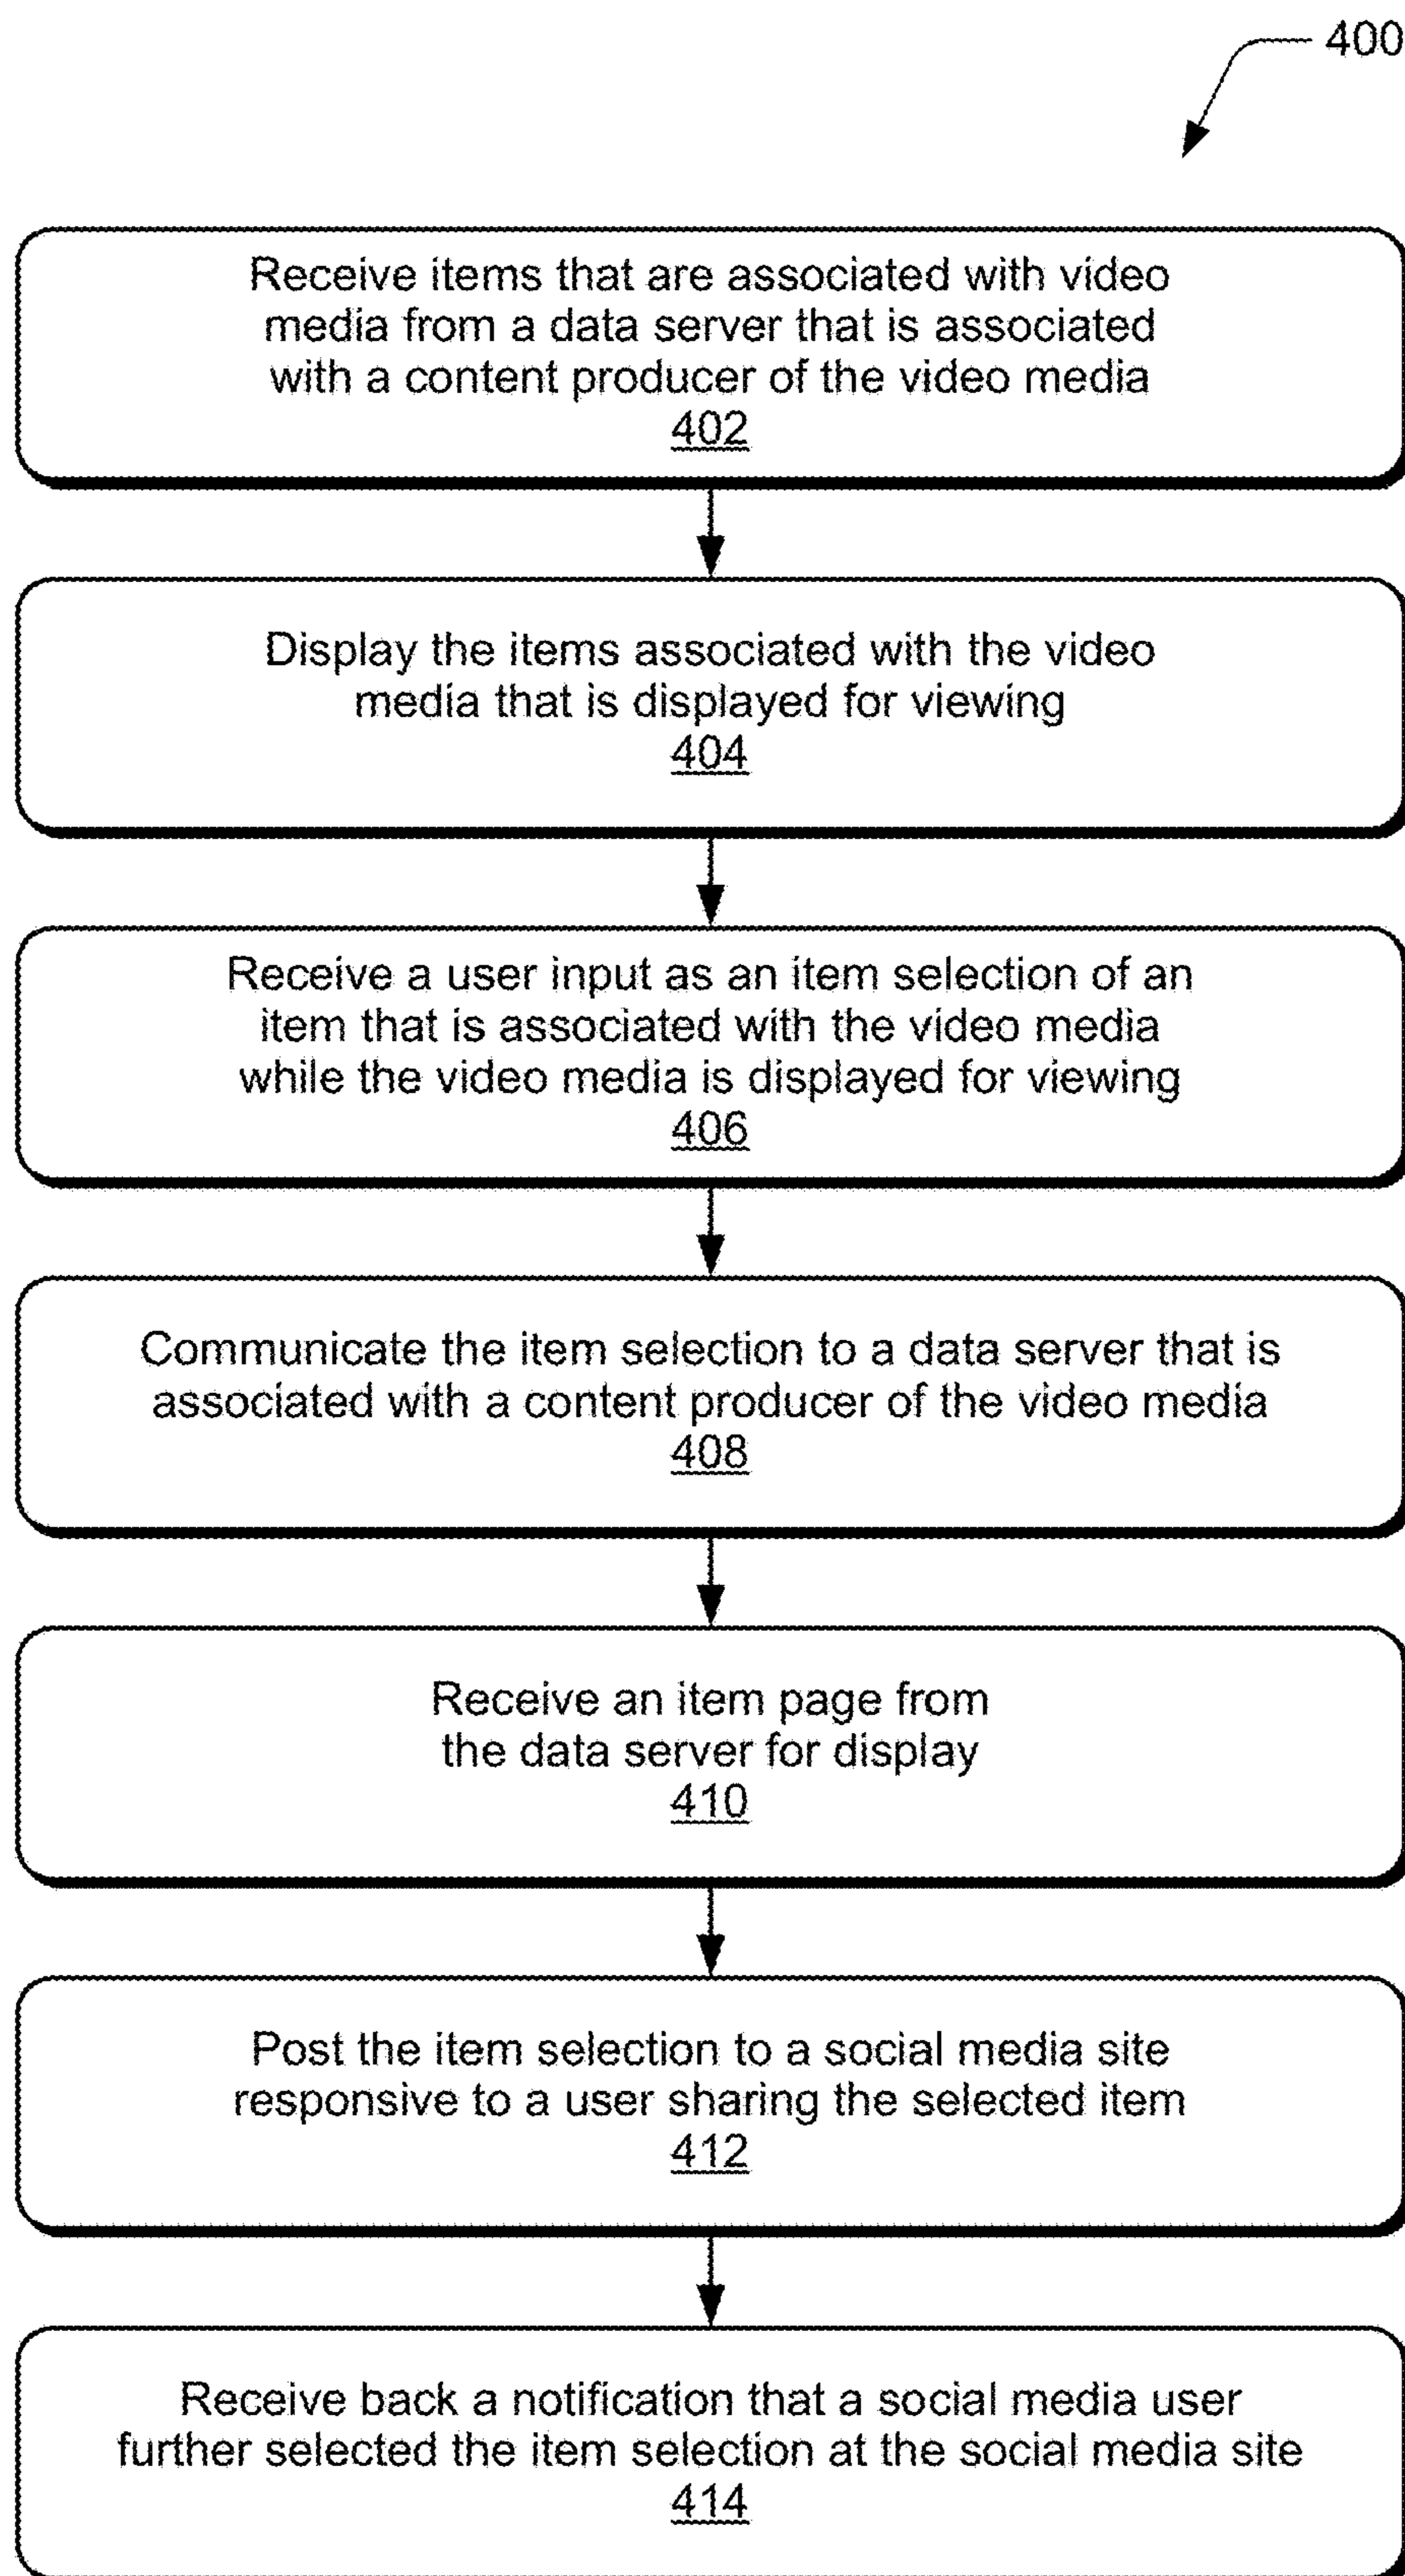 400
Receive items that are associated with video
media from a data server that is associated
with a content producer of the video media
402
Display the items associated with the video
media that is displayed for viewing
404
Receive a user input as an item selection of an
item that is associated with the video media
while the video media is displayed for viewing
406
Communicate the item selection to a data server that is
associated with a content producer of the video media
408
Receive an item page from
the data server for display
410
Post the item selection to a social media site
responsive to a user sharing the selected item
412
Receive back a notification that a social media user
further selected the item selection at the social media site
414